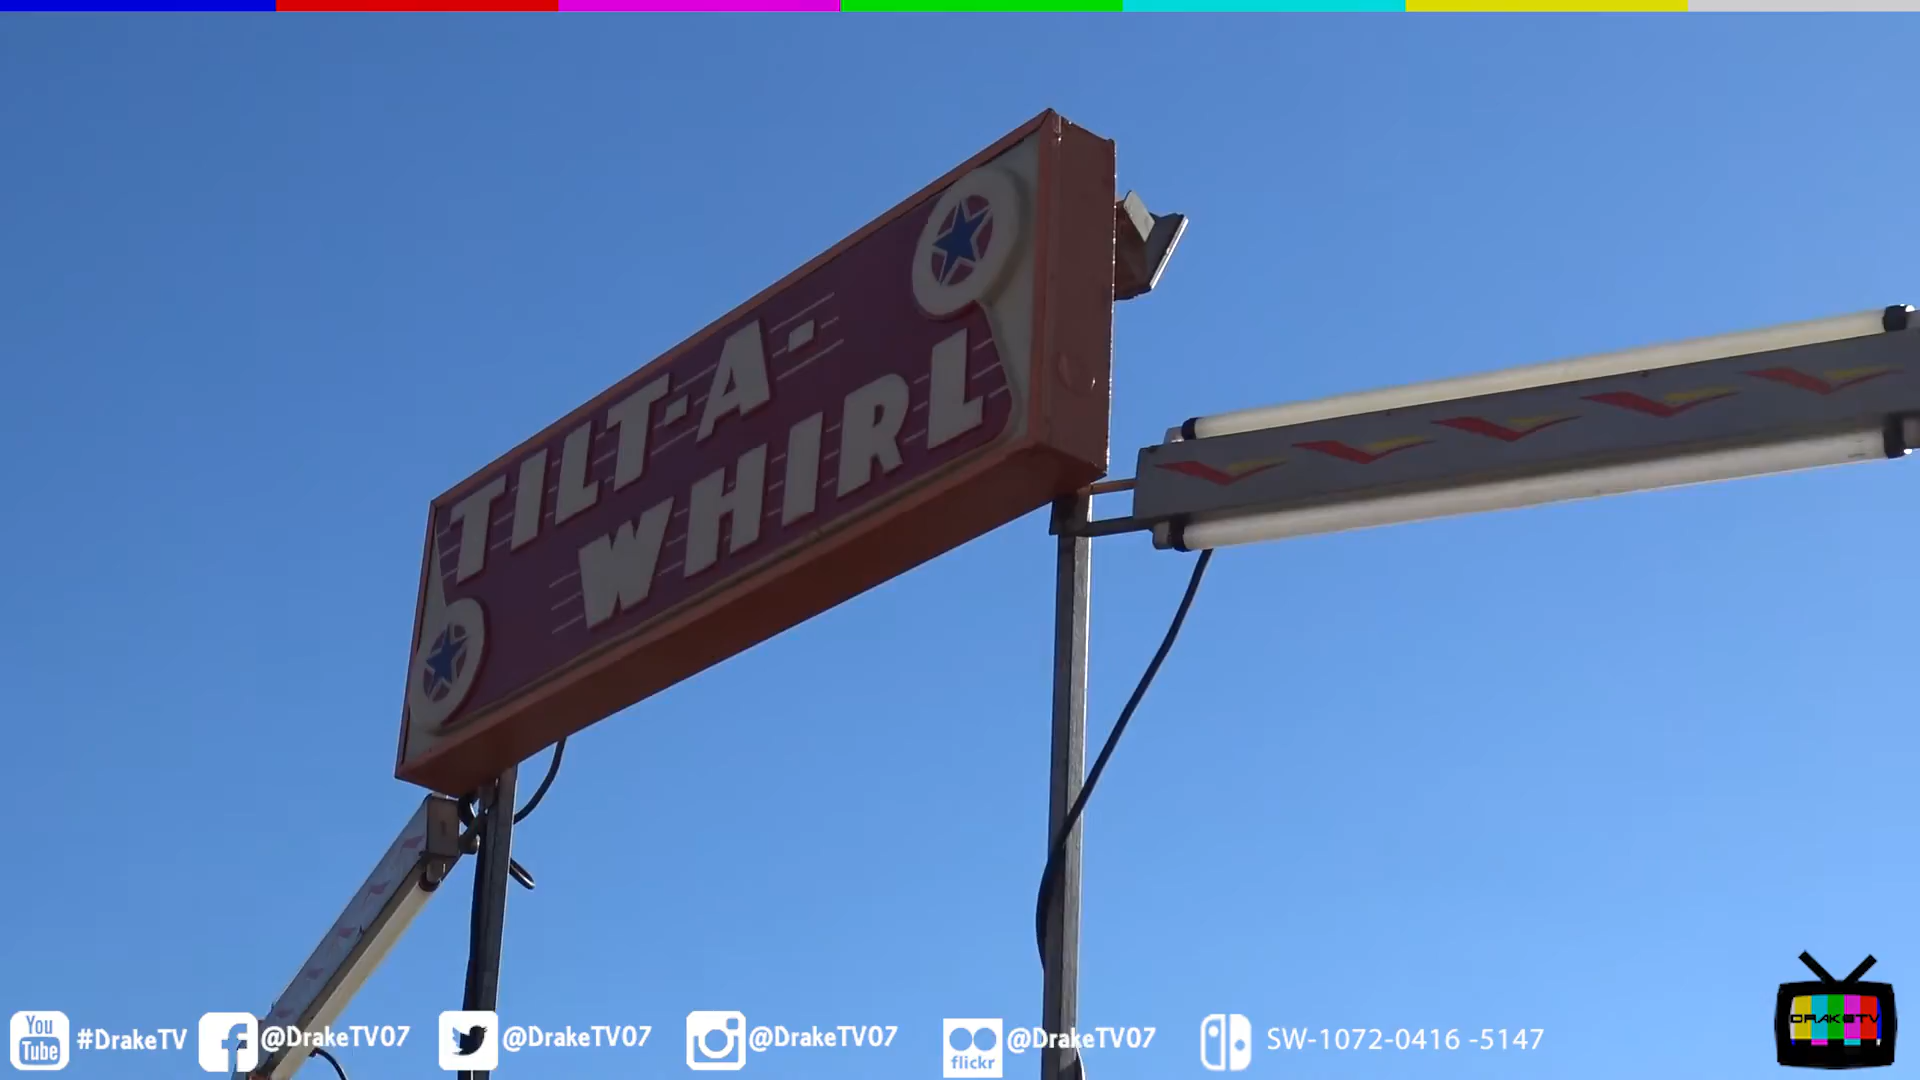 TILT-A-
WHIRL
You Tube #DrakeTV @DrakeTV07 @DrakeTV07 @DrakeTV07 flickr @DrakeTV07 SW-1072-0416 -5147
DRAKETV